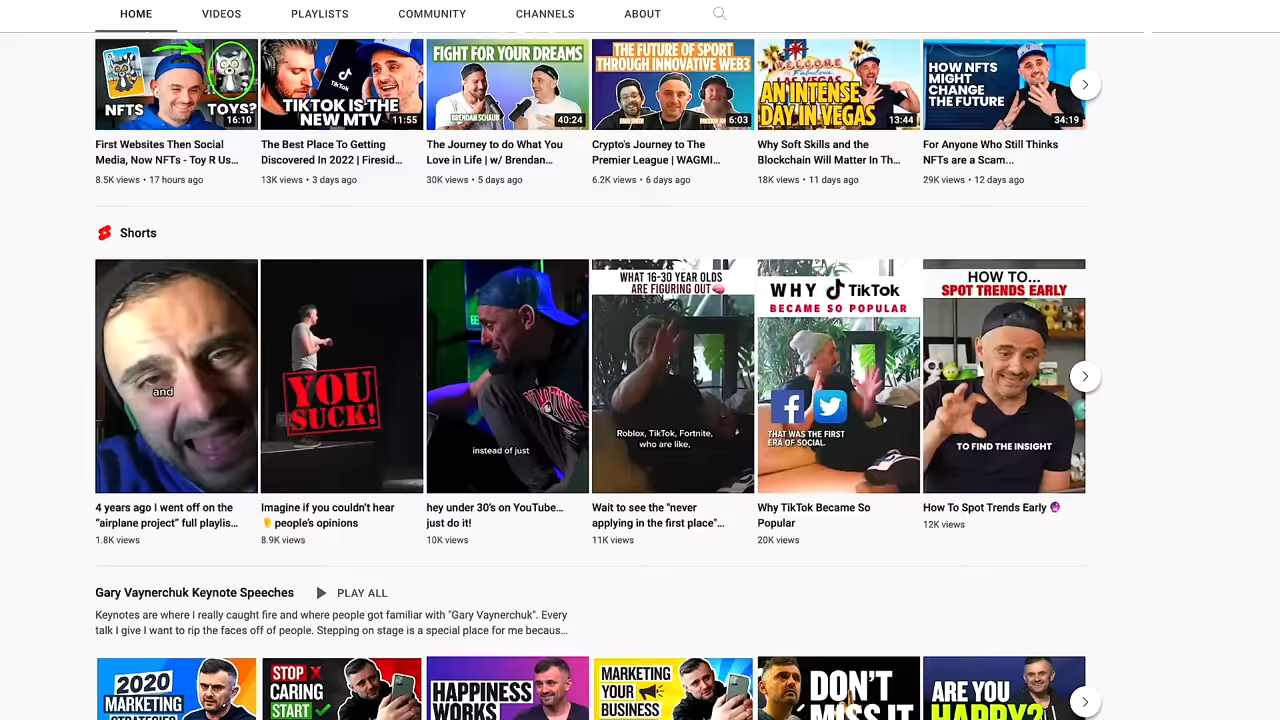 HOME VIDEOS PLAYLISTS COMMUNITY CHANNELS ABOUT
NFTS TOYS? 16:10
TikTok
TIKTOK IS THE
NEW MTV 11:55
FIGHT FOR YOUR DREAMS
BRENDAN SCHAUB 40:24
THE FUTURE OF SPORT
THROUGH INNOVATIVE WEB3
6:03
WELCOME
Fabulous
LAS VEGAS
AN INTENSE
DAY IN VEGAS 13:44
HOW NFTS
MIGHT
CHANGE
THE FUTURE
34:19
First Websites Then Social
Media, Now NFTs - Toy R Us...
8.5K views • 17 hours ago
The Best Place To Getting
Discovered In 2022 | Firesid...
13K views • 3 days ago
The Journey to do What You
Love in Life | w/ Brendan...
30K views • 5 days ago
Crypto's Journey to The
Premier League | WAGMI...
6.2K views • 6 days ago
Why Soft Skills and the
Blockchain Will Matter In Th...
18K views • 11 days ago
For Anyone Who Still Thinks
NFTs are a Scam...
29K views • 12 days ago
Shorts
and
YOU
SUCK!
instead of just
WHAT 16-30 YEAR OLDS
ARE FIGURING OUT
Roblox, TikTok, Fortnite,
who are like,
WHY TikTok
BECAME SO POPULAR
THAT WAS THE FIRST
ERA OF SOCIAL.
HOW TO...
SPOT TRENDS EARLY
TO FIND THE INSIGHT
4 years ago I went off on the
"airplane project" full playlis...
1.8K views
Imagine if you couldn't hear
👂people's opinions
8.9K views
hey under 30's on YouTube...
just do it!
10K views
Wait to see the "never
applying in the first place"...
11K views
Why TikTok Became So
Popular
20K views
How To Spot Trends Early 🔮
12K views
Gary Vaynerchuk Keynote Speeches PLAY ALL
Keynotes are where I really caught fire and where people got familiar with "Gary Vaynerchuk". Every
talk I give I want to rip the faces off of people. Stepping on stage is a special place for me becaus...
2020
MARKETING
STRATEGIES
STOP
CARING
START
HAPPINESS
WORKS
MARKETING
YOUR
BUSINESS
DON'T
MISS IT
ARE YOU
HAPPY?